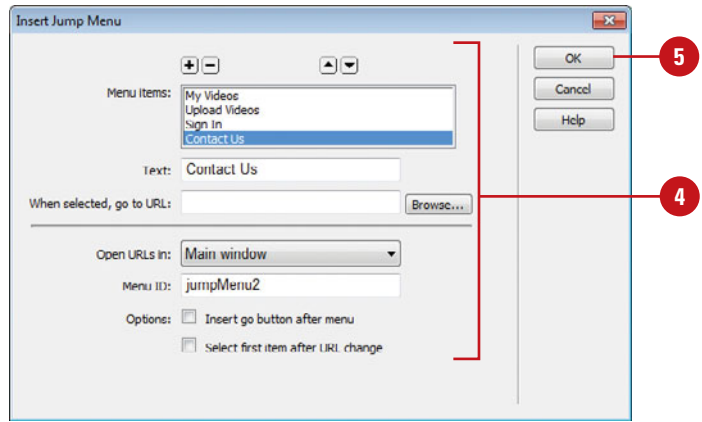 Insert Jump Menu
Menu items:
My Videos
Upload Videos
Sign In
Contact Us
Text: Contact Us
When selected, go to URL:
Browse...
Open URLs in: Main window
Menu ID: jumpMenu2
Options: Insert go button after menu
Select first item after URL change
OK
Cancel
Help
5
4